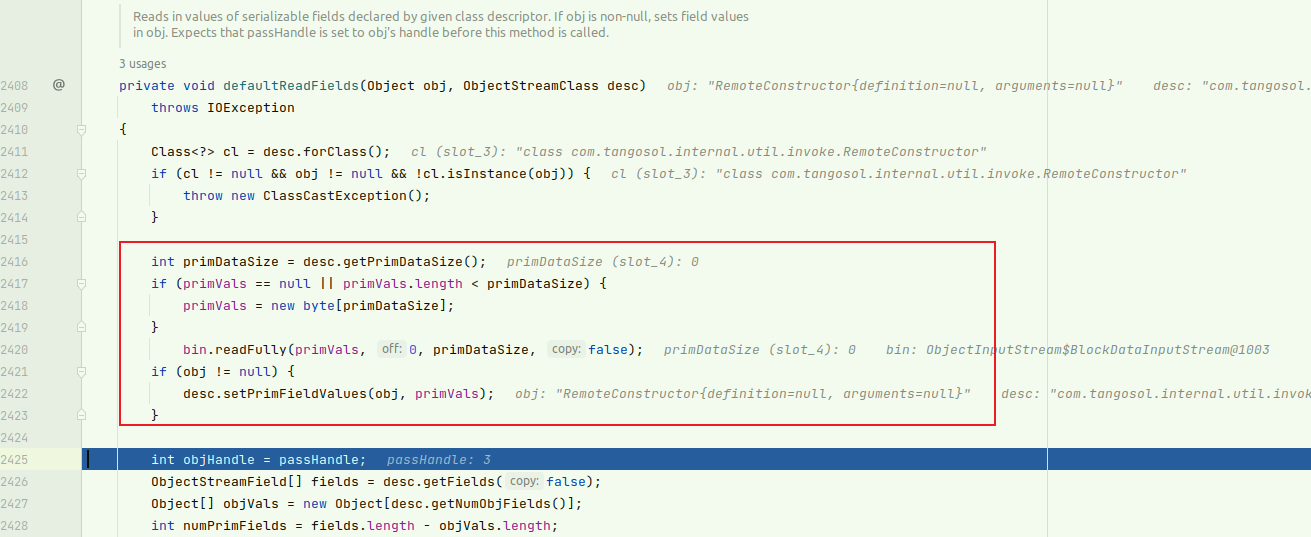 Reads in values of serializable fields declared by given class descriptor. If obj is non-null, sets field values
in obj. Expects that passHandle is set to obj's handle before this method is called.
3 usages
2408 @ private void defaultReadFields(Object obj, ObjectStreamClass desc) obj: "RemoteConstructor{definition=null, arguments=null}" desc: "com.tangosol.
2409 throws IOException
2410 {
2411 Class<?> cl = desc.forClass(); cl (slot_3): "class com.tangosol.internal.util.invoke.RemoteConstructor"
2412 if (cl != null && obj != null && !cl.isInstance(obj)) { cl (slot_3): "class com.tangosol.internal.util.invoke.RemoteConstructor"
2413 throw new ClassCastException();
2414 }
2415
2416 int primDataSize = desc.getPrimDataSize(); primDataSize (slot_4): 0
2417 if (primVals == null || primVals.length < primDataSize) {
2418 primVals = new byte[primDataSize];
2419 }
2420 bin.readFully(primVals, off: 0, primDataSize, copy: false); primDataSize (slot_4): 0 bin: ObjectInputStream$BlockDataInputStream@1003
2421 if (obj != null) {
2422 desc.setPrimFieldValues(obj, primVals); obj: "RemoteConstructor{definition=null, arguments=null}" desc: "com.tangosol.internal.util.invok
2423 }
2424
2425 int objHandle = passHandle; passHandle: 3
2426 ObjectStreamField[] fields = desc.getFields( copy: false);
2427 Object[] objVals = new Object[desc.getNumObjFields()];
2428 int numPrimFields = fields.length - objVals.length;